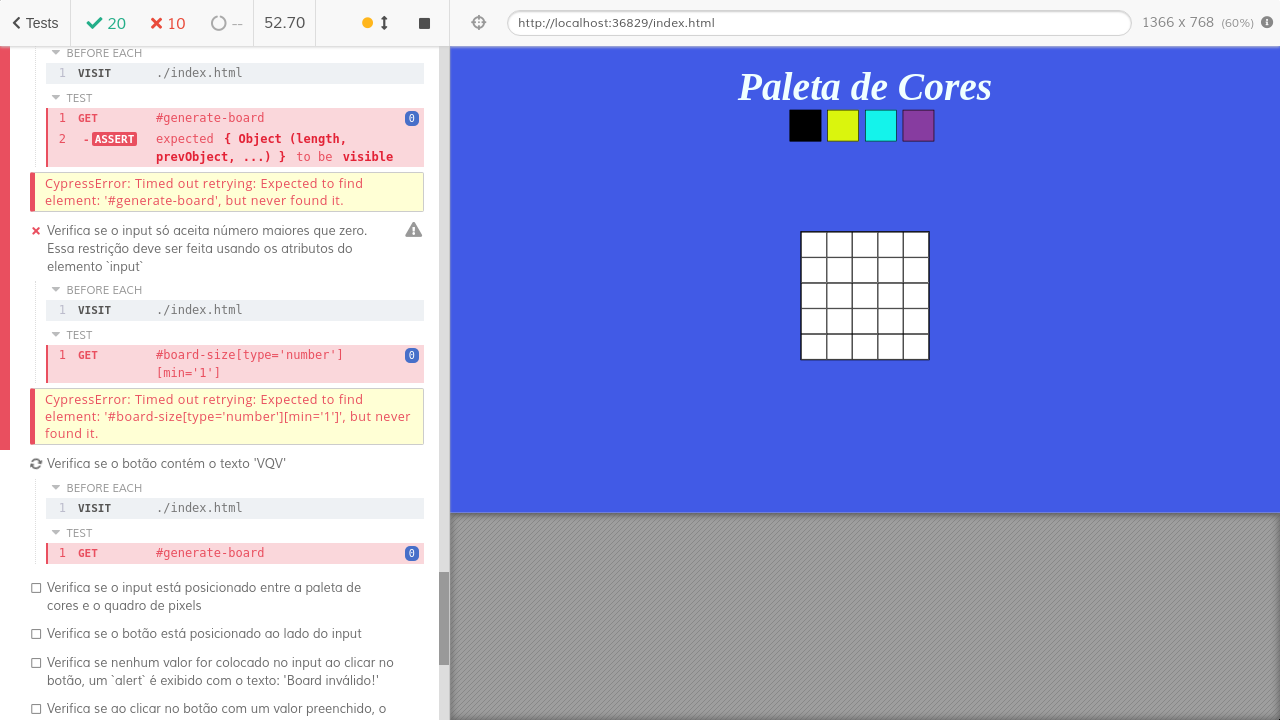 Tests 20 10 -- 52.70
http://localhost:36829/index.html 1366 x 768 (60%)
BEFORE EACH
1 VISIT ./index.html
TEST
1 GET #generate-board 0
2 -ASSERT expected { Object (length,
prevObject, ...) } to be visible
CypressError: Timed out retrying: Expected to find
element: '#generate-board', but never found it.
Verifica se o input só aceita número maiores que zero.
Essa restrição deve ser feita usando os atributos do
elemento `input`
BEFORE EACH
1 VISIT ./index.html
TEST
1 GET #board-size[type='number'] 0
[min='1']
CypressError: Timed out retrying: Expected to find
element: '#board-size[type='number'][min='1']', but never
found it.
Verifica se o botão contém o texto 'VQV'
BEFORE EACH
1 VISIT ./index.html
TEST
1 GET #generate-board 0
Verifica se o input está posicionado entre a paleta de
cores e o quadro de pixels
Verifica se o botão está posicionado ao lado do input
Verifica se nenhum valor for colocado no input ao clicar no
botão, um `alert` é exibido com o texto: 'Board inválido!'
Verifica se ao clicar no botão com um valor preenchido, o
Paleta de Cores